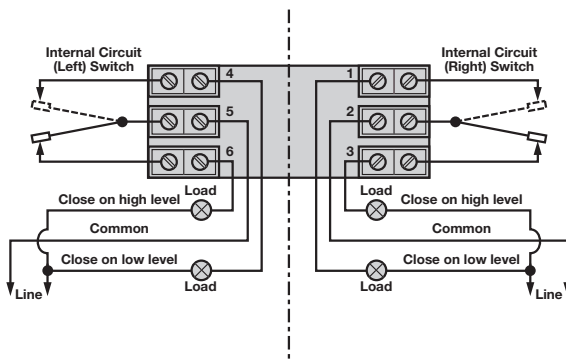 Internal Circuit
(Left) Switch
Internal Circuit
(Right) Switch
4
5
6
1
2
3
Load
Close on high level
Common
Close on low level
Load
Line
Load
Close on high level
Common
Close on low level
Load
Line